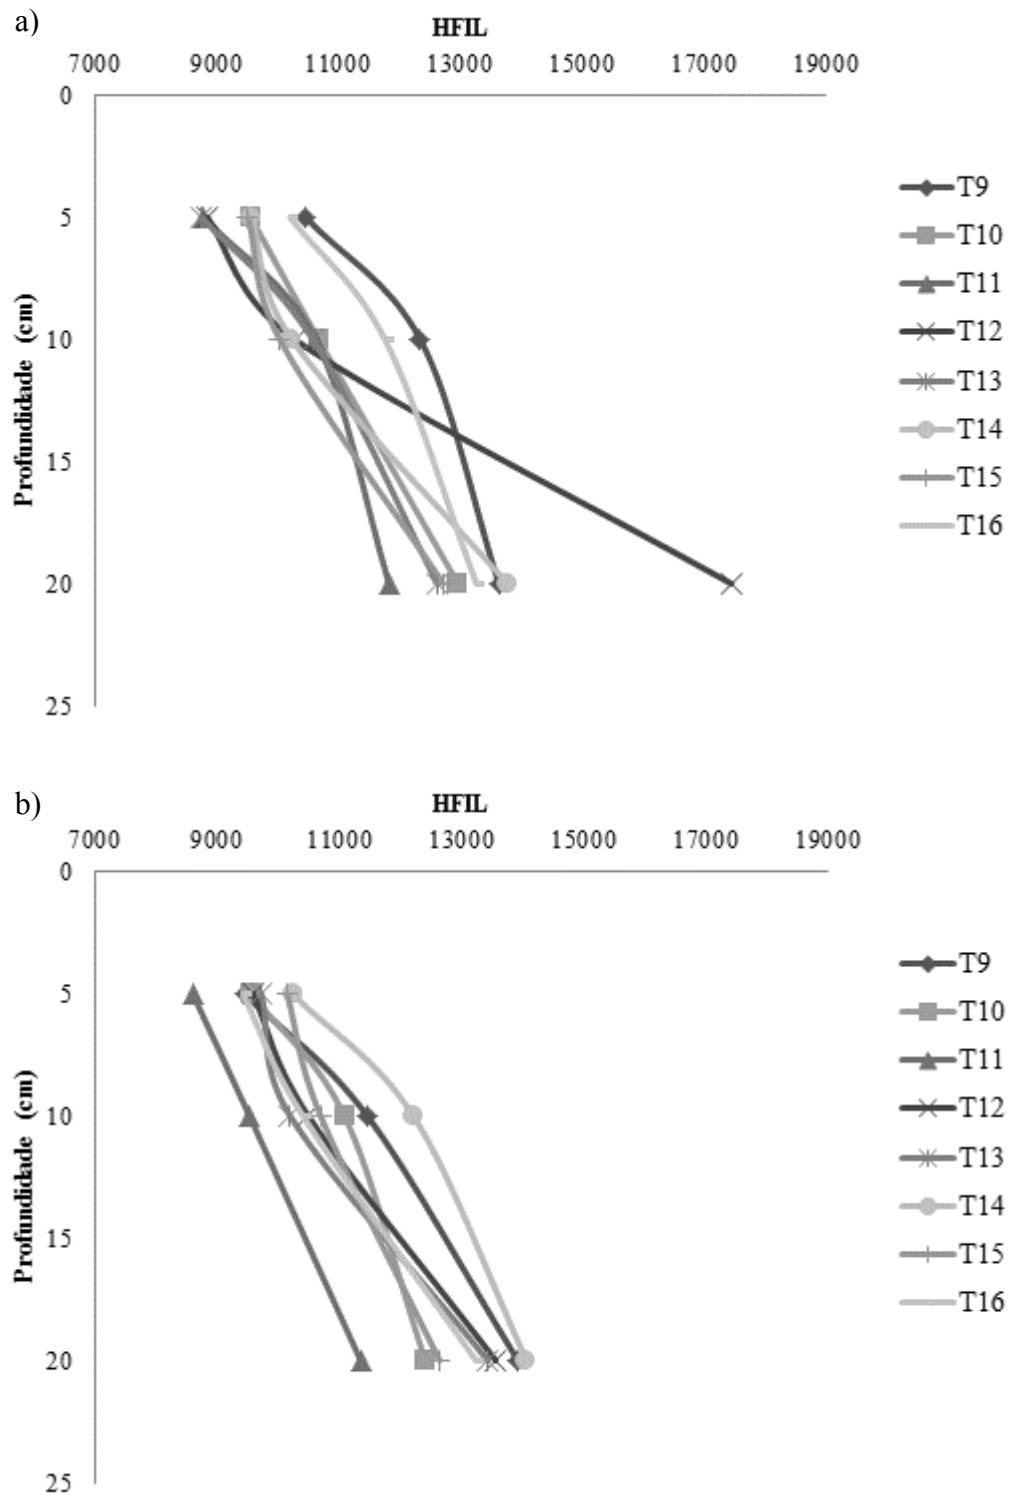 a)
HFIL
7000 9000 11000 13000 15000 17000 19000
0
5
10
15
20
25
Profundidade (cm)
T9
T10
T11
T12
T13
T14
T15
T16
b)
HFIL
7000 9000 11000 13000 15000 17000 19000
0
5
10
15
20
25
Profundidade (cm)
T9
T10
T11
T12
T13
T14
T15
T16